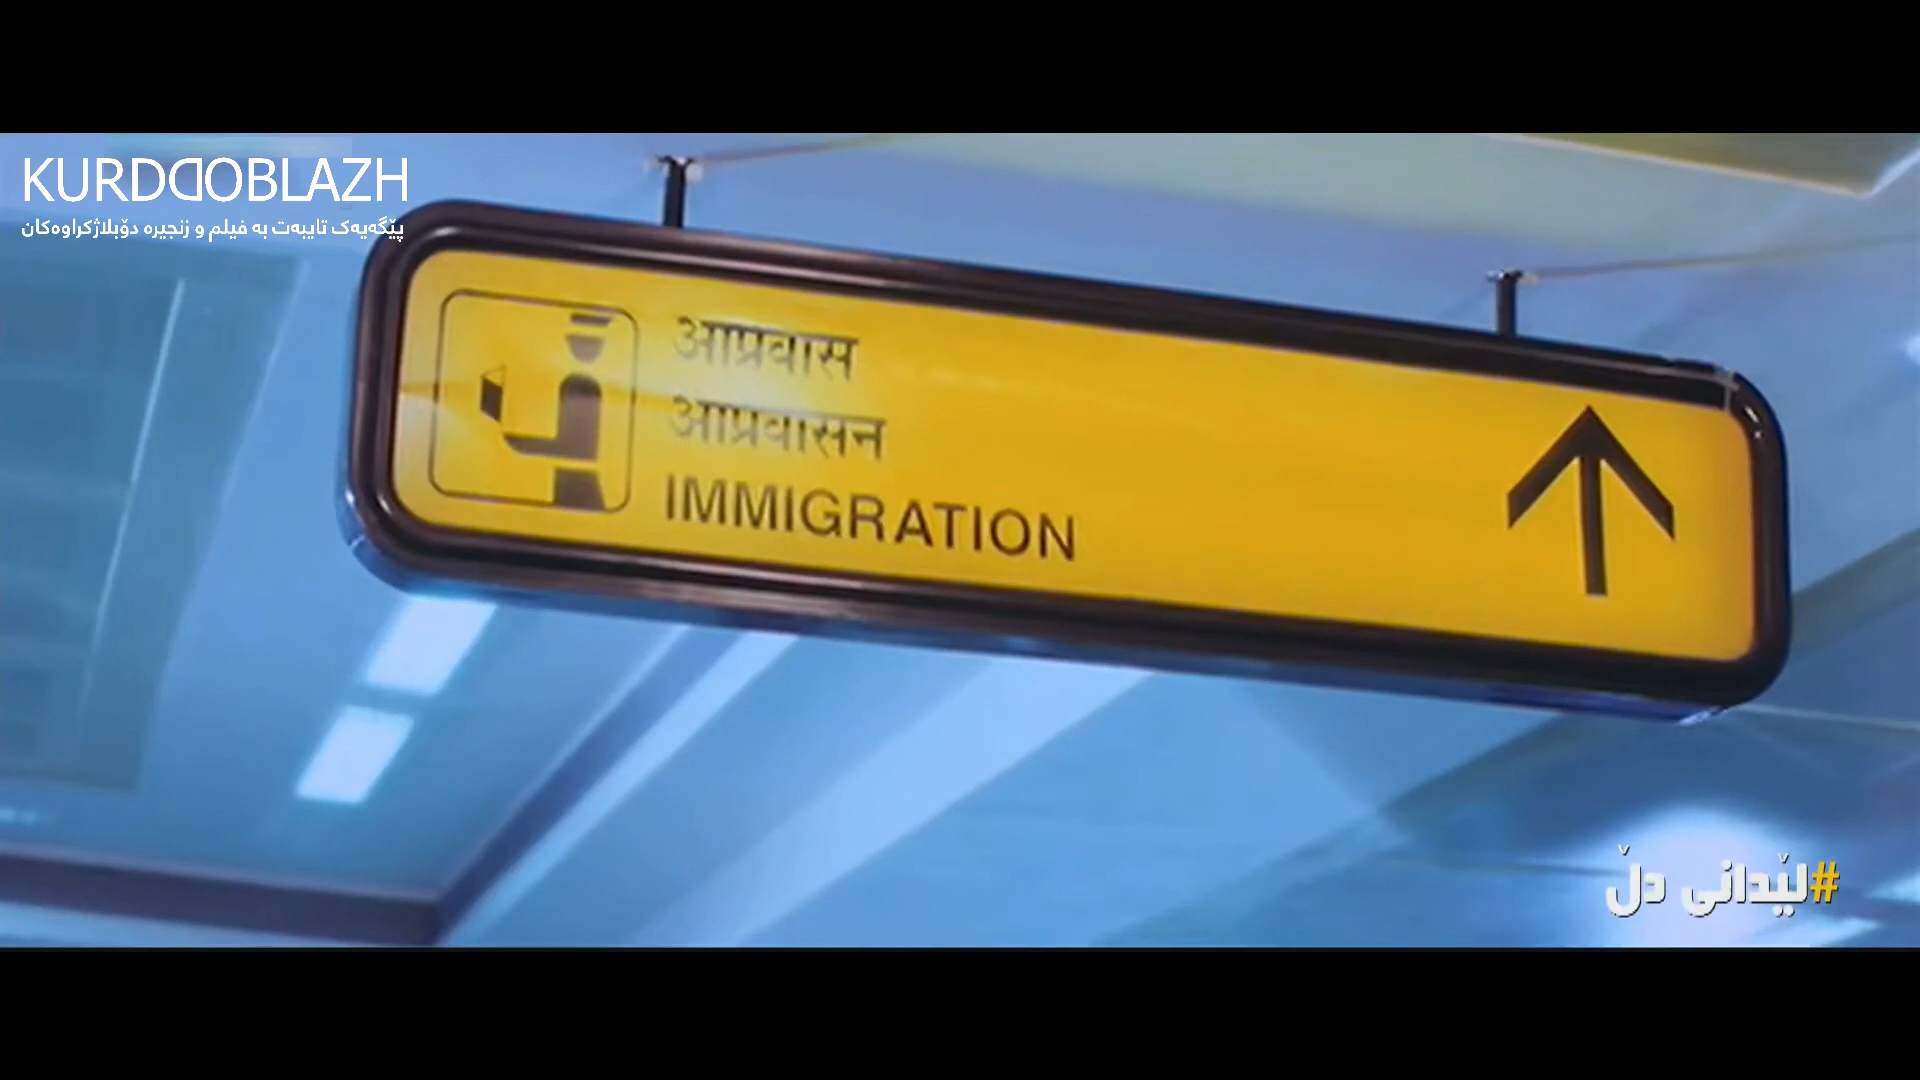 KURDDOBLAZH
پێگەیەک تایبەت بە فیلم و زنجیرە دۆبلاژکراوەکان
आप्रवास
आप्रवासन
IMMIGRATION
#لێدانی دڵ